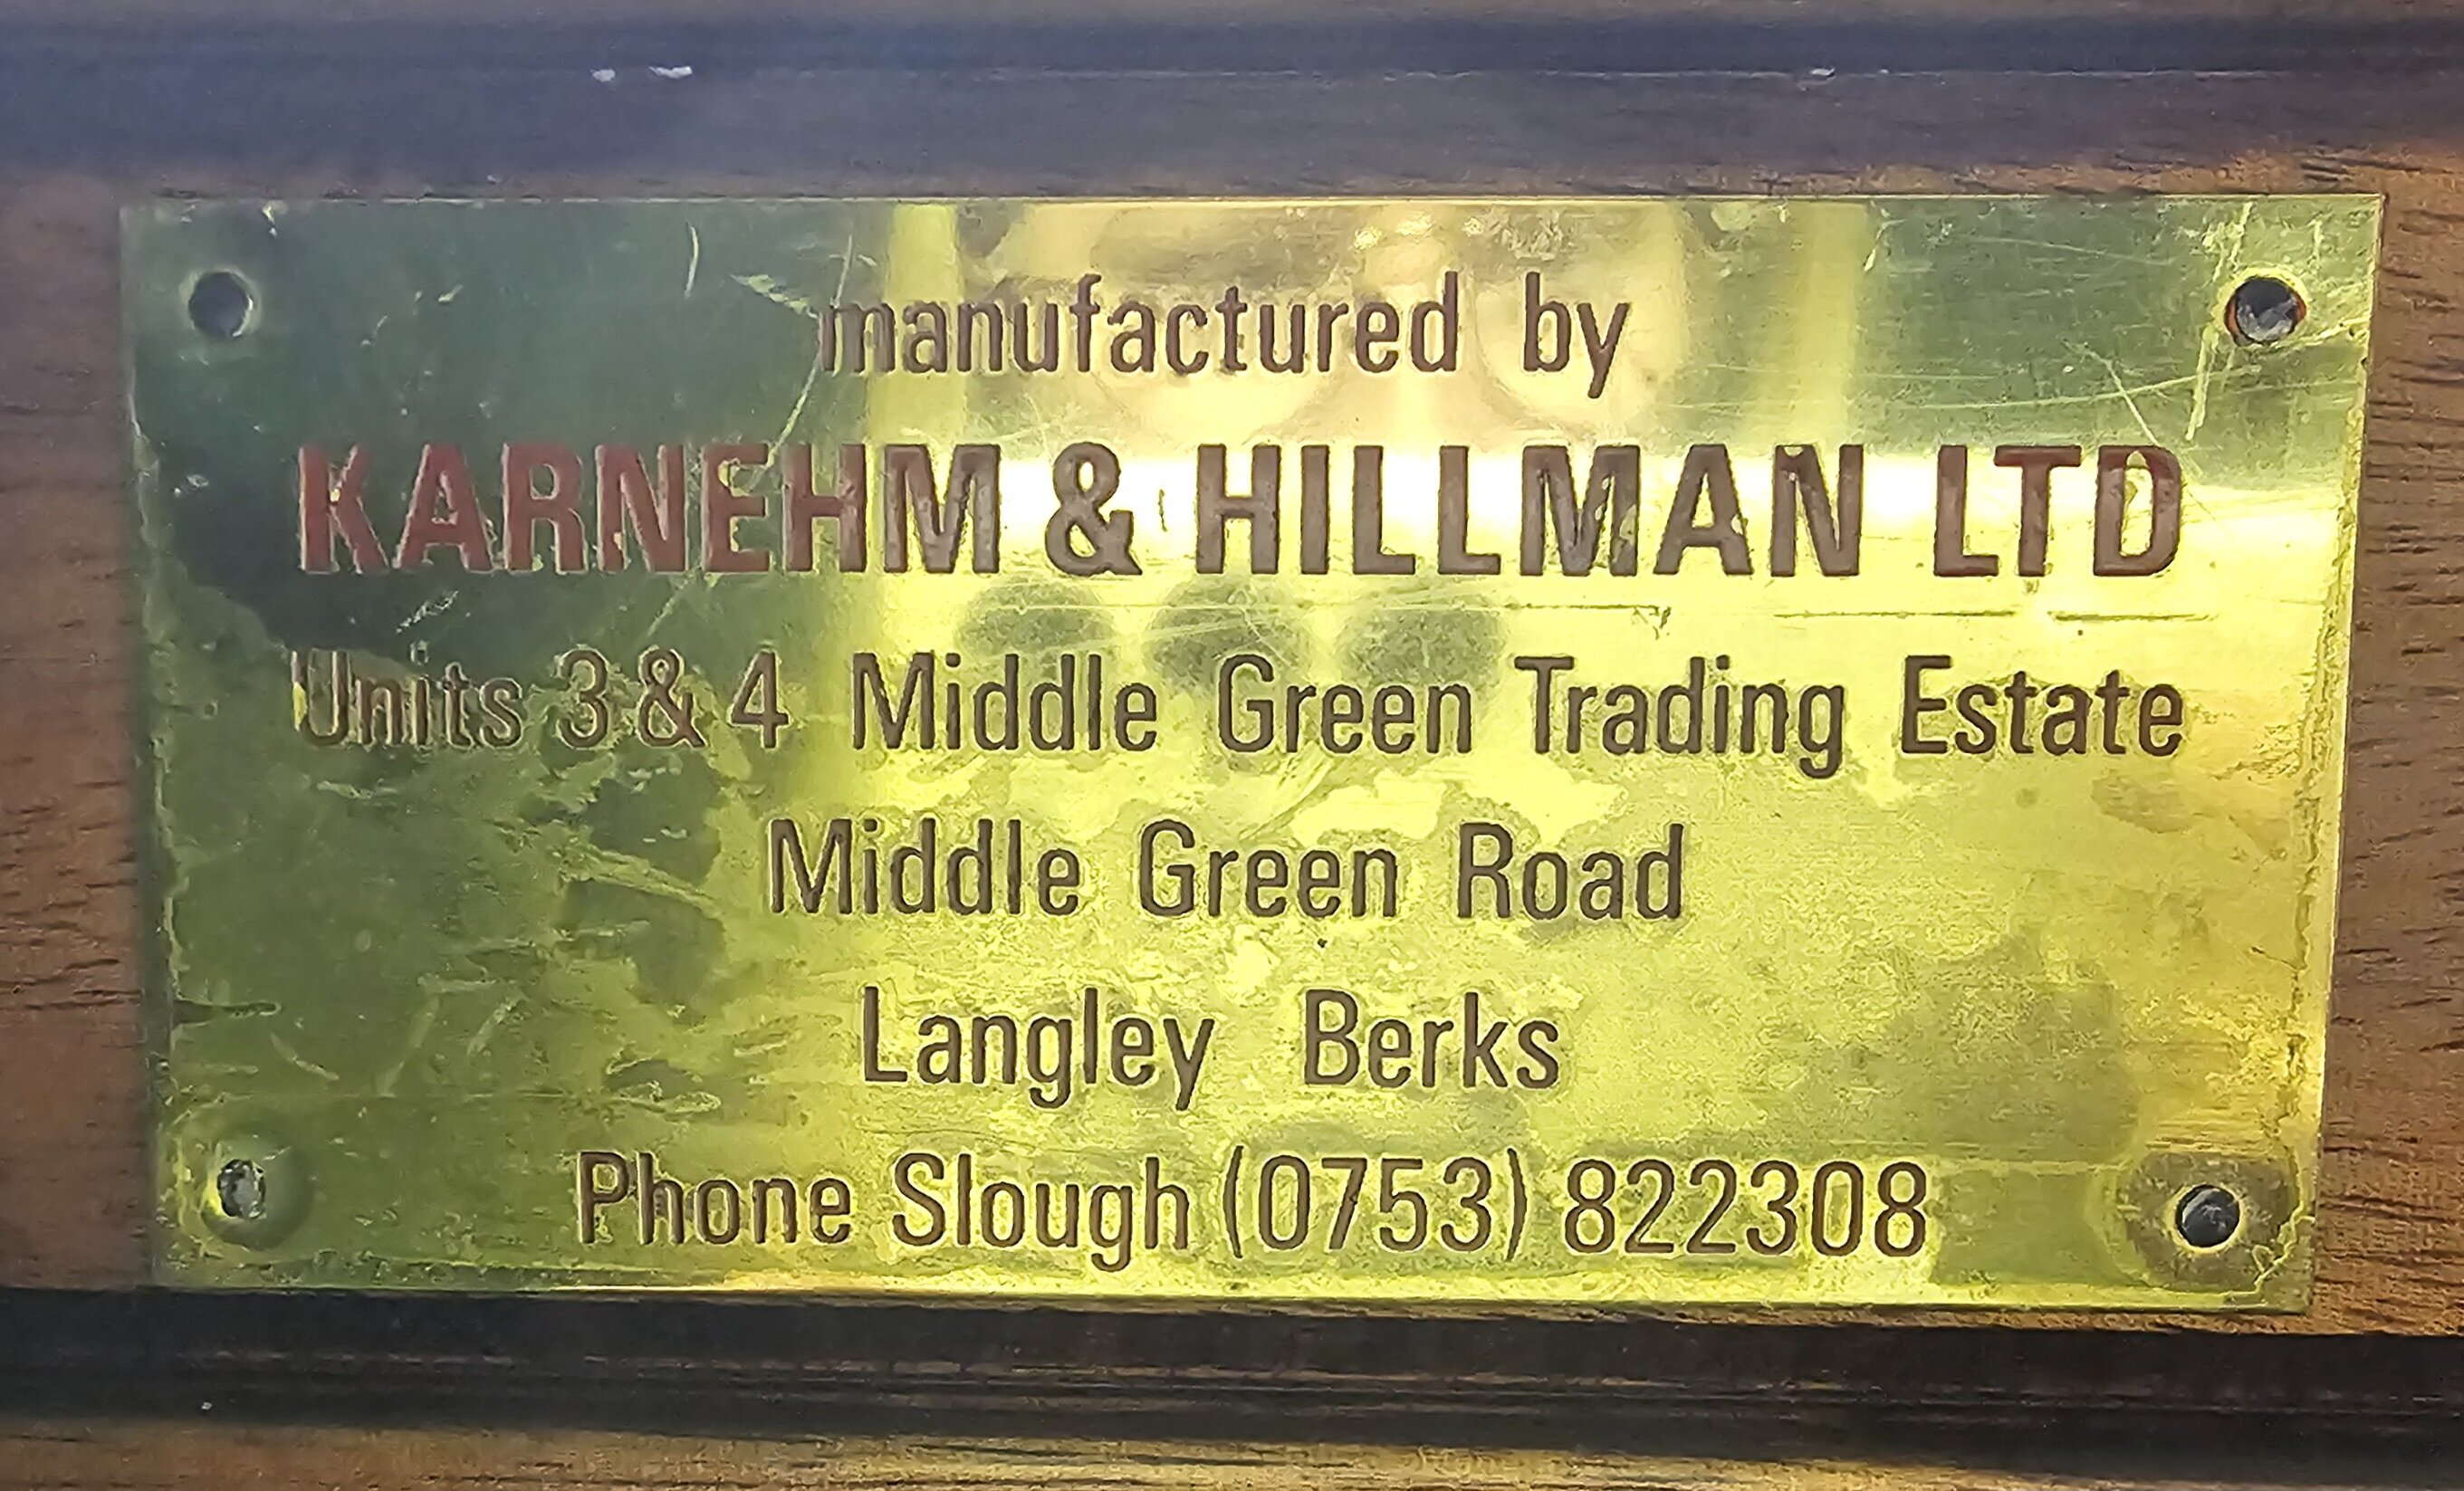 manufactured by
KARNEHM & HILLMAN LTD
Units 3 & 4 Middle Green Trading Estate
Middle Green Road
Langley Berks
Phone Slough (0753) 822308